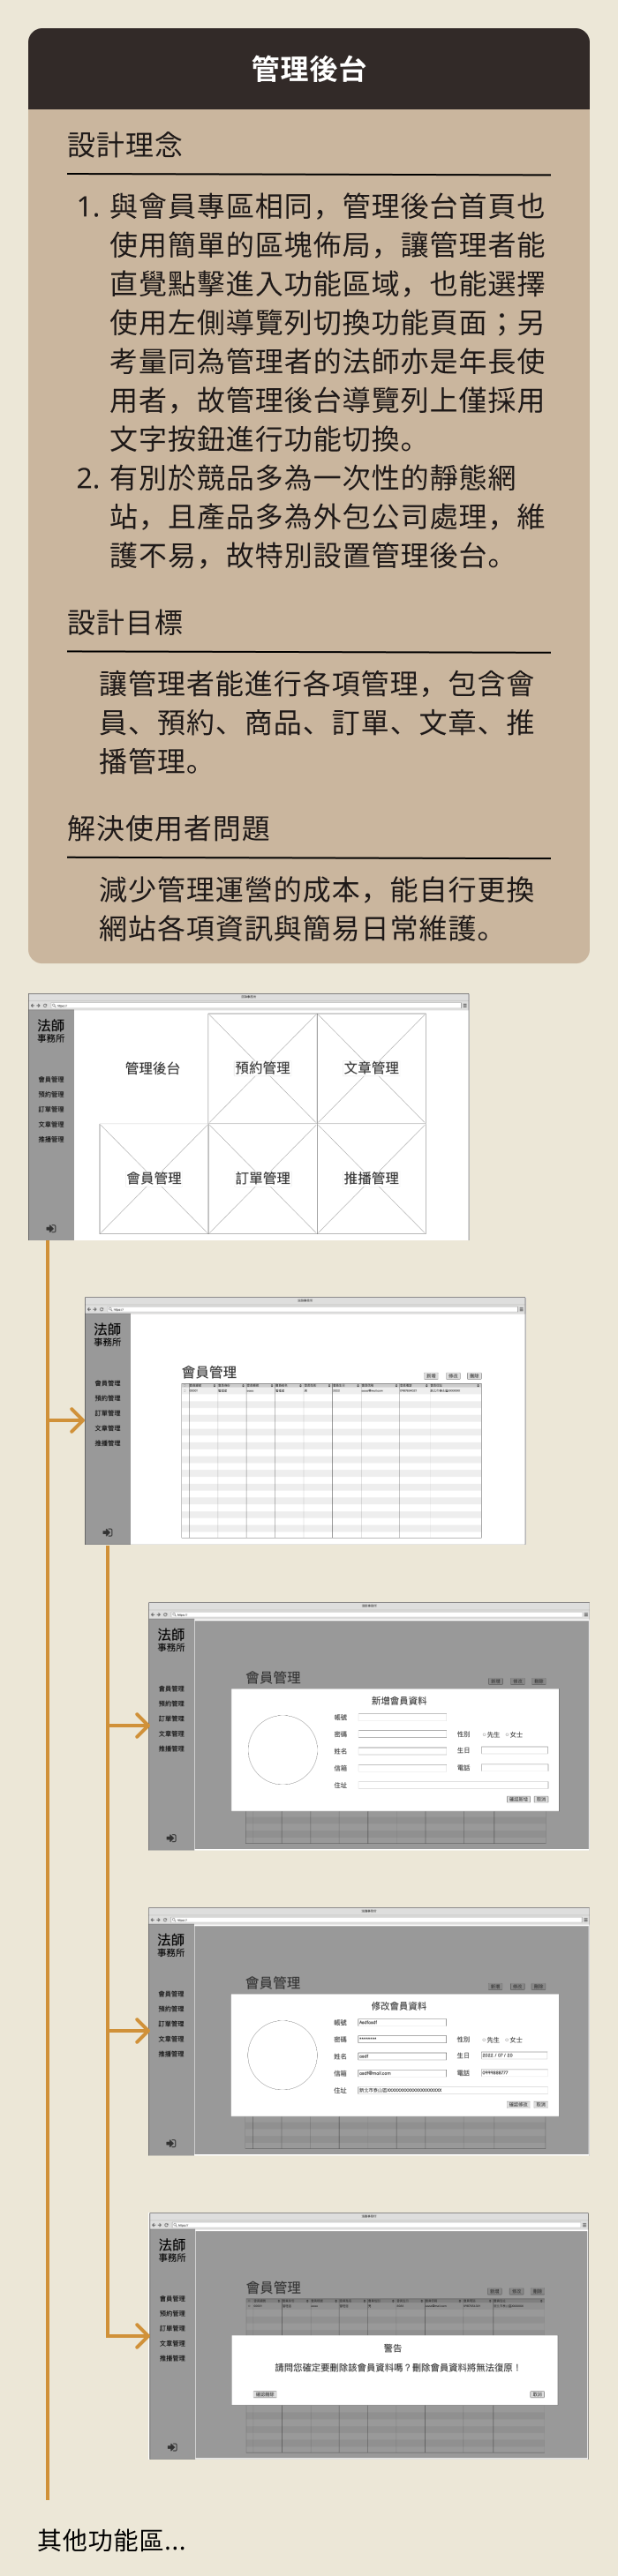 管理後台
設計理念
1. 與會員專區相同，管理後台首頁也
使用簡單的區塊佈局，讓管理者能
直覺點擊進入功能區域，也能選擇
使用左側導覽列切換功能頁面；另
考量同為管理者的法師亦是年長使
用者，故管理後台導覽列上僅採用
文字按鈕進行功能切換。
2. 有別於競品多為一次性的靜態網
站，且產品多為外包公司處理，維
護不易，故特別設置管理後台。
設計目標
讓管理者能進行各項管理，包含會
員、預約、商品、訂單、文章、推
播管理。
解決使用者問題
減少管理運營的成本，能自行更換
網站各項資訊與簡易日常維護。
法師
事務所
會員管理
預約管理
訂單管理
文章管理
推播管理
管理後台
預約管理
文章管理
會員管理
訂單管理
推播管理
法師
事務所
會員管理
預約管理
訂單管理
文章管理
推播管理
會員管理
新增 修改 刪除
法師
事務所
會員管理
預約管理
訂單管理
文章管理
推播管理
會員管理
新增會員資料
帳號
密碼 性別 先生 女士
姓名 生日
信箱 電話
住址
確認新增 取消
法師
事務所
會員管理
預約管理
訂單管理
文章管理
推播管理
會員管理
修改會員資料
帳號
密碼 ******** 性別 先生 女士
姓名 asdf 生日 2022 / 07 / 20
信箱 asdf@mail.com 電話
住址
確認修改 取消
法師
事務所
會員管理
預約管理
訂單管理
文章管理
推播管理
會員管理
警告
請問您確定要刪除該會員資料嗎？刪除會員資料將無法復原！
確認刪除 取消
其他功能區...